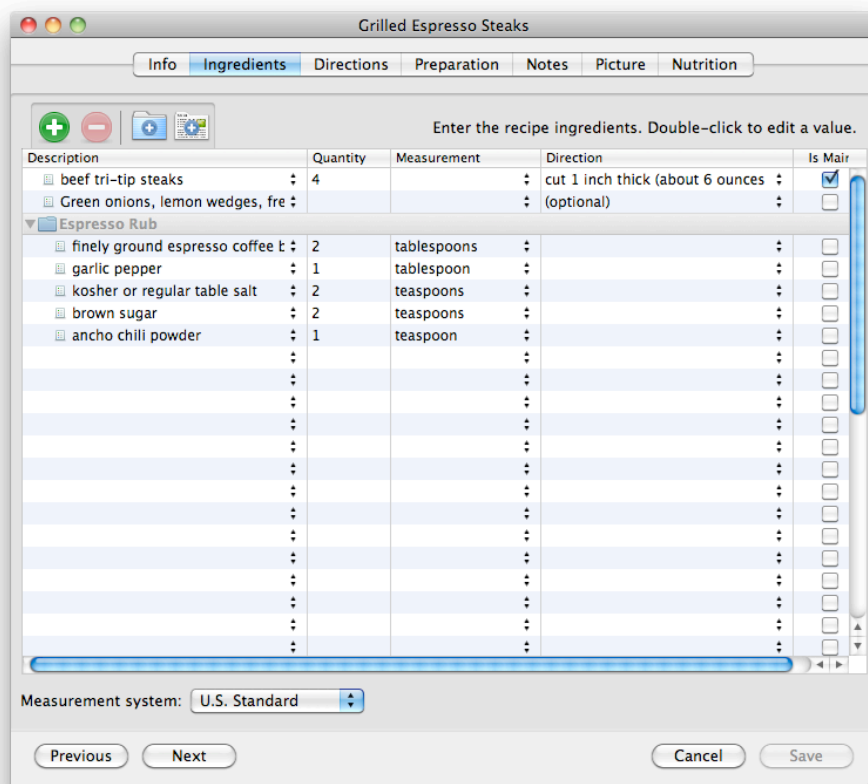 Grilled Espresso Steaks
Info Ingredients Directions Preparation Notes Picture Nutrition
Enter the recipe ingredients. Double-click to edit a value.
Description Quantity Measurement Direction Is Mair
beef tri-tip steaks 4 cut 1 inch thick (about 6 ounces
Green onions, lemon wedges, fre (optional)
Espresso Rub
finely ground espresso coffee b 2 tablespoons
garlic pepper 1 tablespoon
kosher or regular table salt 2 teaspoons
brown sugar 2 teaspoons
ancho chili powder 1 teaspoon
Measurement system: U.S. Standard
Previous Next Cancel Save